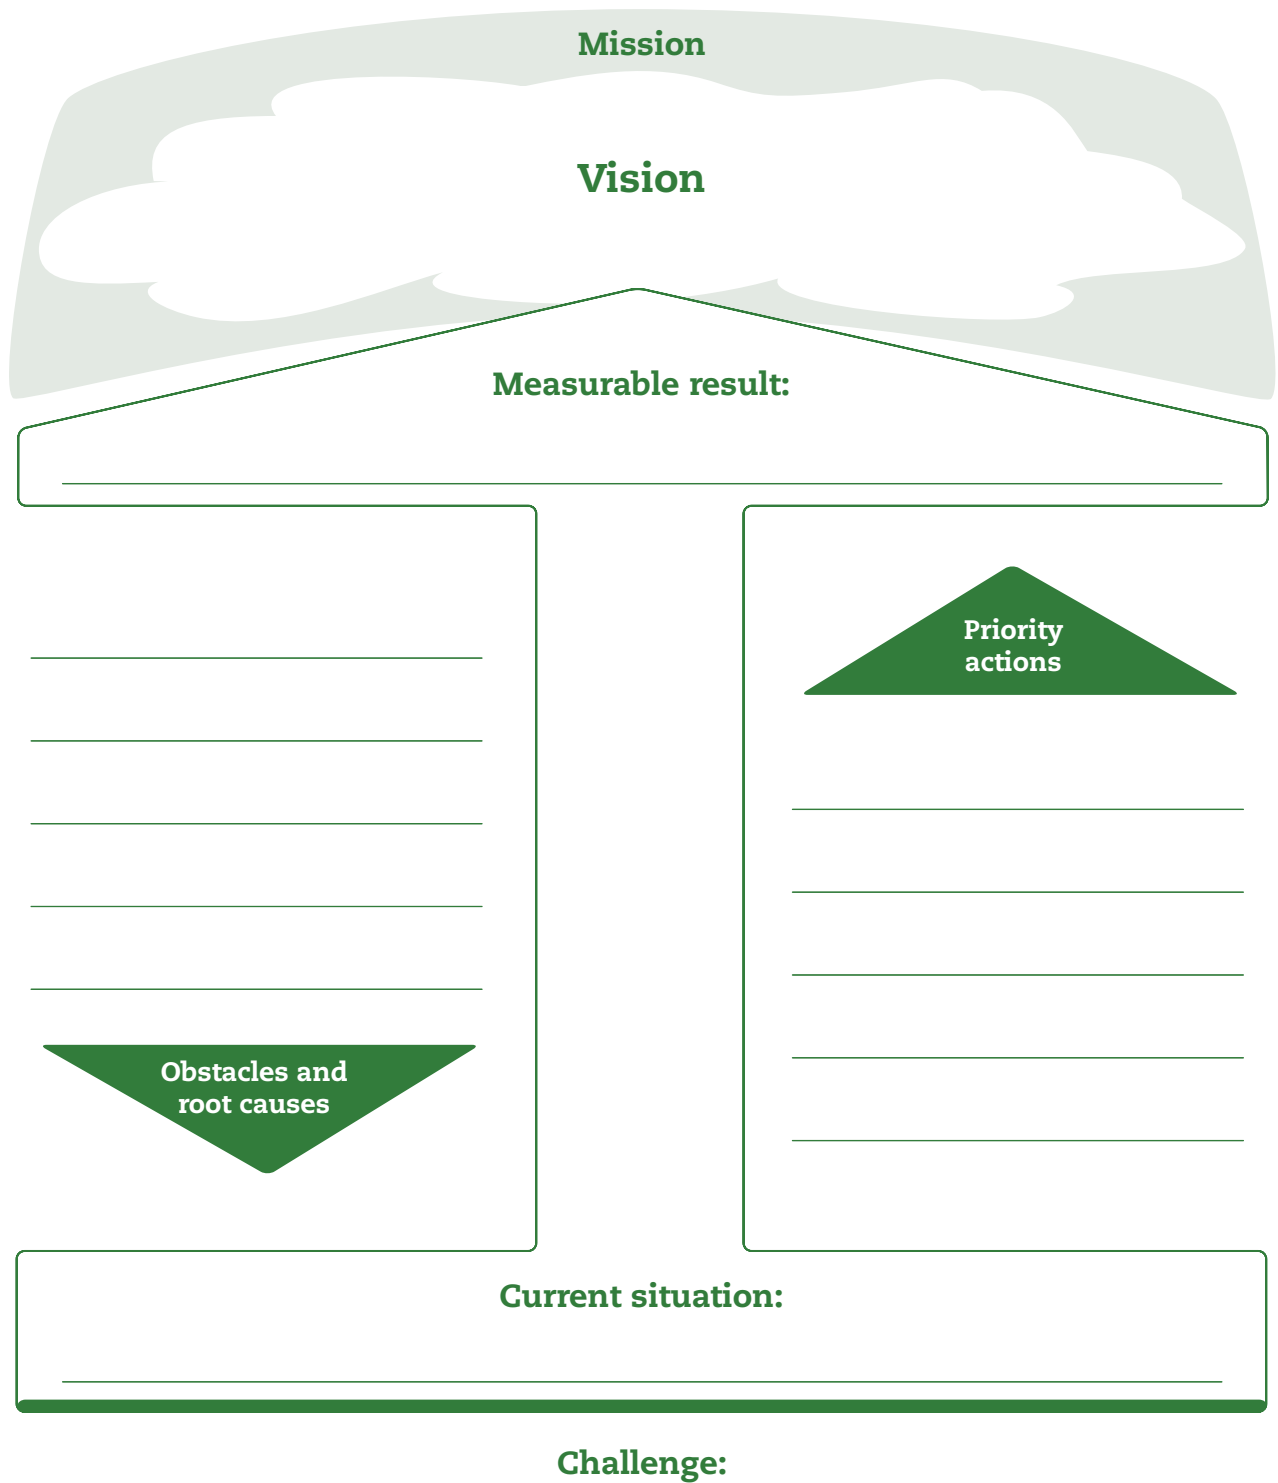 Mission
Vision
Measurable result:
Priority
actions
Obstacles and
root causes
Current situation:
Challenge: